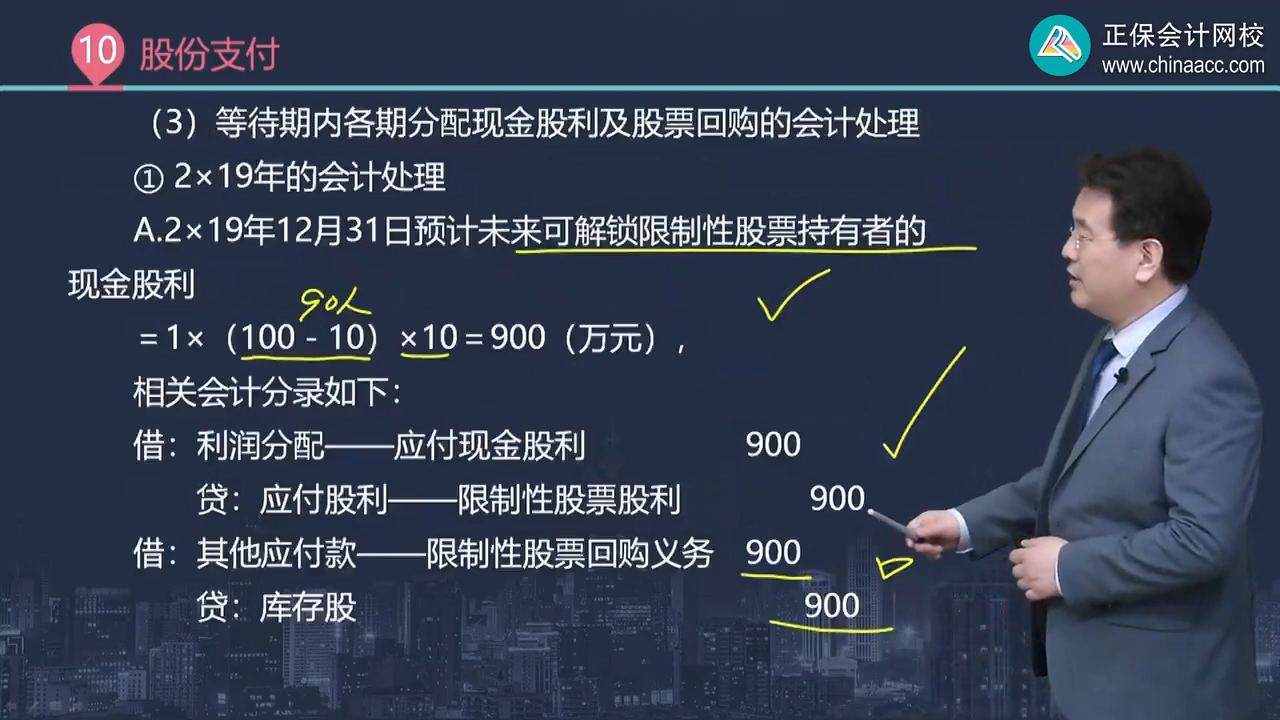 10 股份支付
正保会计网校
www.chinaacc.com
（3）等待期内各期分配现金股利及股票回购的会计处理
① 2×19年的会计处理
A.2×19年12月31日预计未来可解锁限制性股票持有者的
现金股利
90人
＝1×（100－10）×10＝900（万元），
相关会计分录如下：
借：利润分配——应付现金股利 900
贷：应付股利——限制性股票股利 900
借：其他应付款——限制性股票回购义务 900
贷：库存股 900